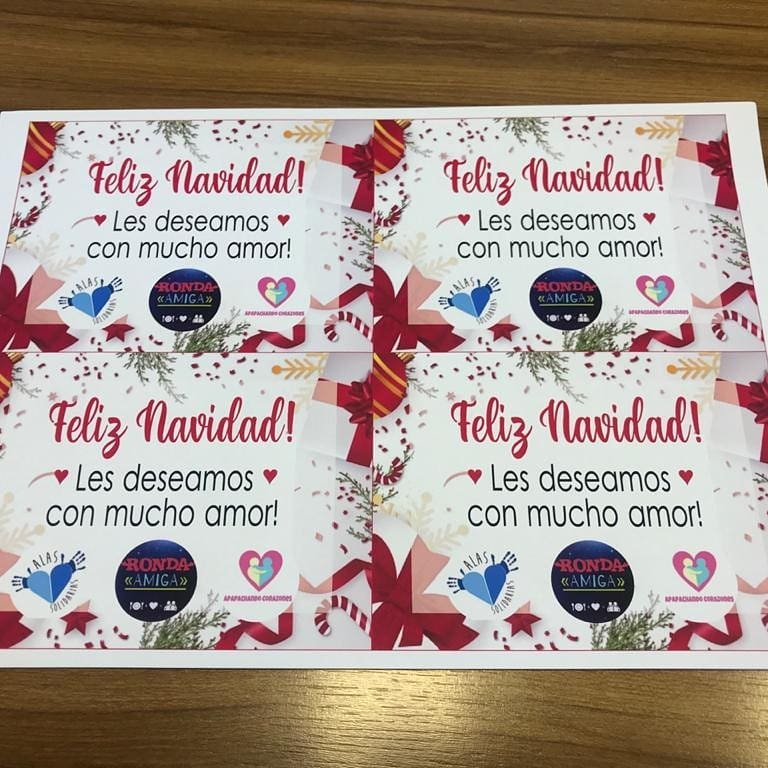 Feliz Navidad!
Les deseamos
con mucho amor!
ALAS
SOLIDARIAS
RONDA
«AMIGA»
APAPACHANDO CORAZONES
Feliz Navidad!
Les deseamos
con mucho amor!
ALAS
SOLIDARIAS
RONDA
«AMIGA»
APAPACHANDO CORAZONES
Feliz Navidad!
Les deseamos
con mucho amor!
ALAS
SOLIDARIAS
RONDA
«AMIGA»
APAPACHANDO CORAZONES
Feliz Navidad!
Les deseamos
con mucho amor!
ALAS
SOLIDARIAS
RONDA
«AMIGA»
APAPACHANDO CORAZONES